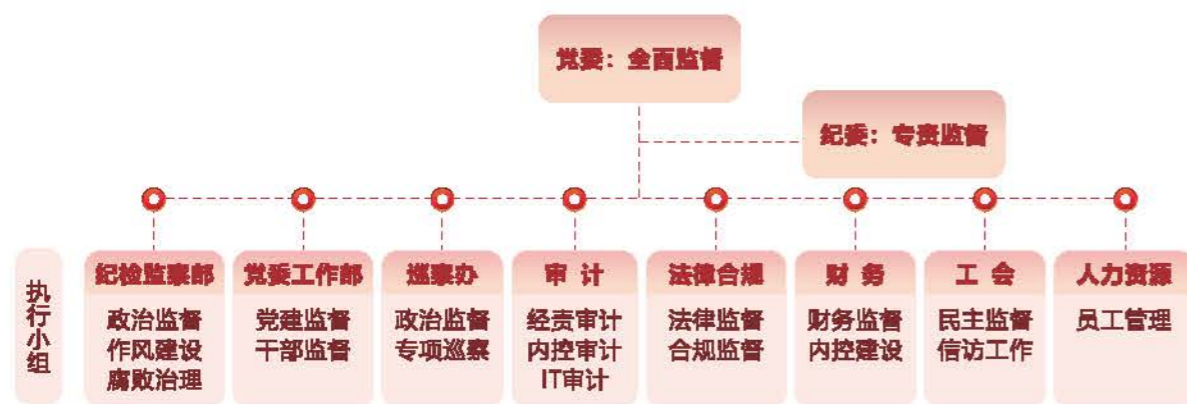 党委：全面监督
纪委：专责监督
执行小组
纪检监察部
政治监督
作风建设
腐败治理
党委工作部
党建监督
干部监督
巡察办
政治监督
专项巡察
审 计
经责审计
内控审计
IT审计
法律合规
法律监督
合规监督
财 务
财务监督
内控建设
工 会
民主监督
信访工作
人力资源
员工管理